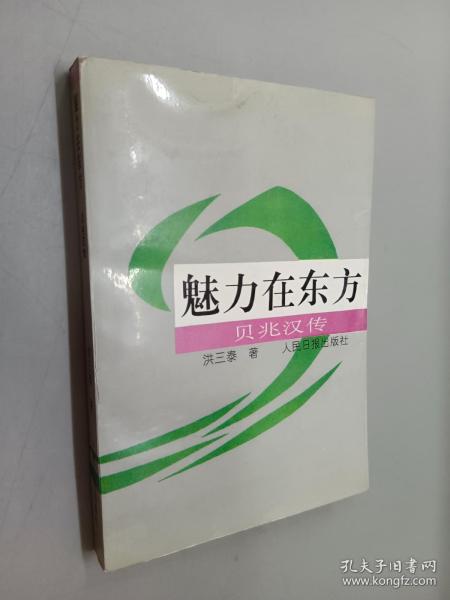 魅力在东方
贝兆汉传
洪三泰 著 人民日报出版社
孔夫子旧书网
www.kongfz.com